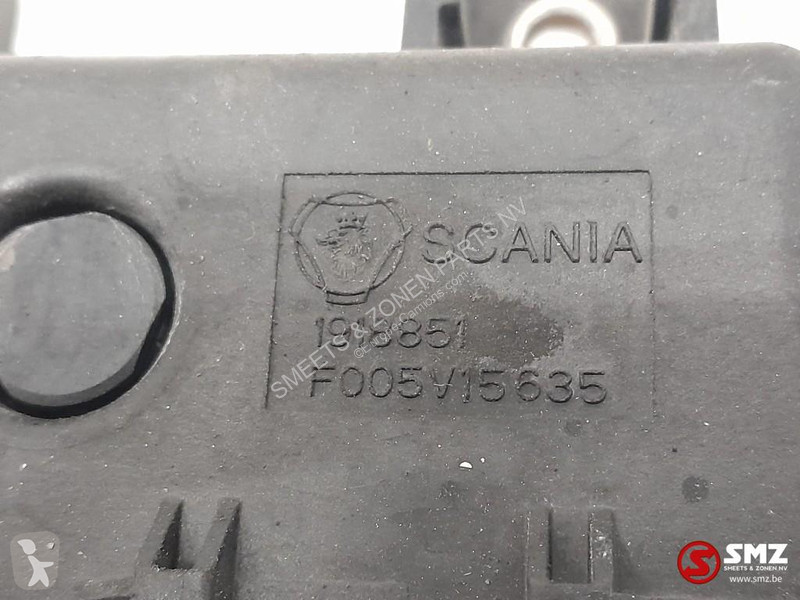 SCANIA
1918851
F005V15635
SMEETS & ZONEN PARTS NV
SMZ
SMEETS & ZONEN NV
www.smz.be